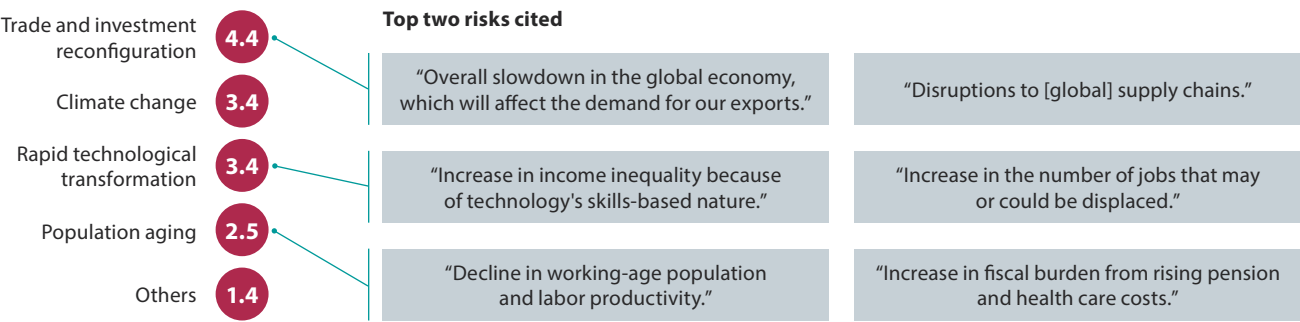 Top two risks cited
Trade and investment
reconfiguration
4.4
“Overall slowdown in the global economy,
which will affect the demand for our exports.”
“Disruptions to [global] supply chains.”
Climate change
3.4
Rapid technological
transformation
3.4
“Increase in income inequality because
of technology's skills-based nature.”
“Increase in the number of jobs that may
or could be displaced.”
Population aging
2.5
“Decline in working-age population
and labor productivity.”
“Increase in fiscal burden from rising pension
and health care costs.”
Others
1.4